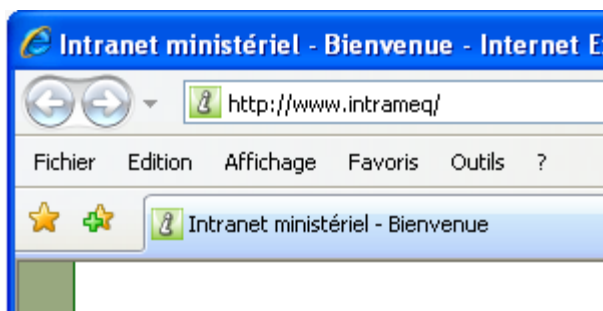 Intranet ministériel - Bienvenue - Internet
http://www.intrameq/
Fichier Edition Affichage Favoris Outils ?
Intranet ministériel - Bienvenue